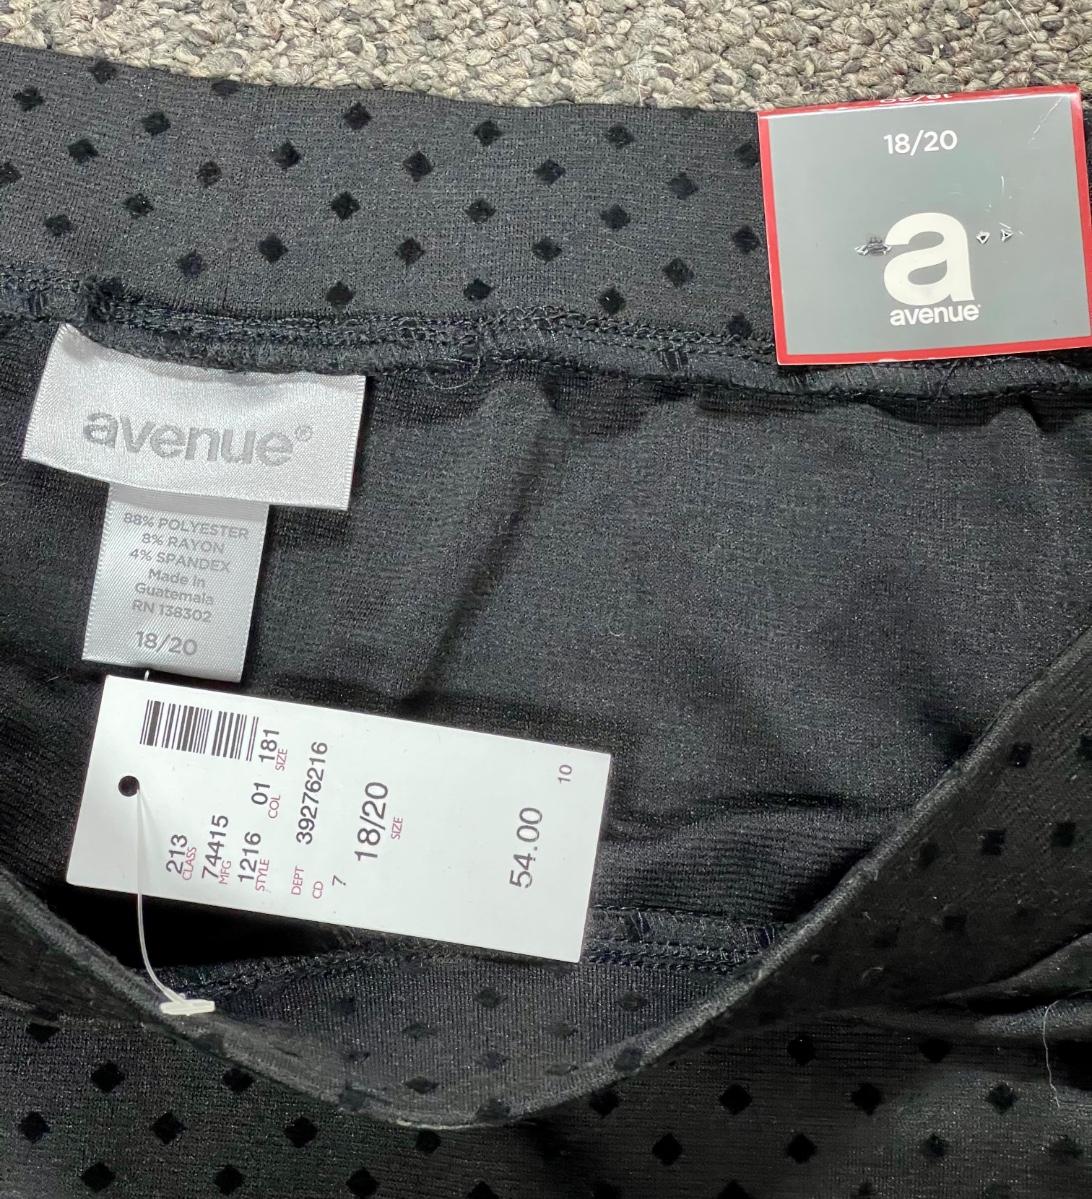 18/20
a
avenue
avenue®
88% POLYESTER
8% RAYON
4% SPANDEX
Made in
Guatemala
RN 138302
18/20
213
CLASS
74415
MFG
1216 01 181
STYLE COL SIZE
DEPT 39276216
CD
7 18/20
SIZE
54.00
10